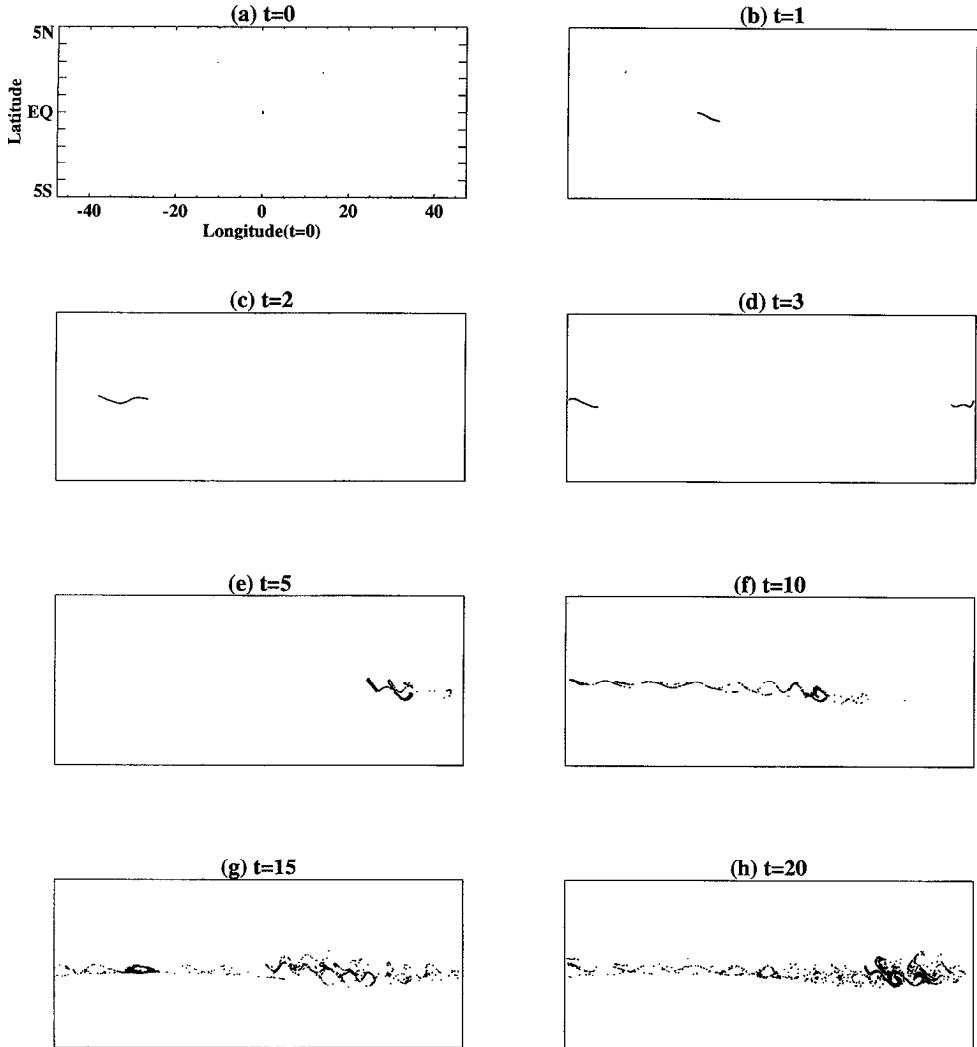 (a) t=0
(b) t=1
5N
EQ
5S
Latitude
-40 -20 0 20 40
Longitude(t=0)
(c) t=2
(d) t=3
(e) t=5
(f) t=10
(g) t=15
(h) t=20